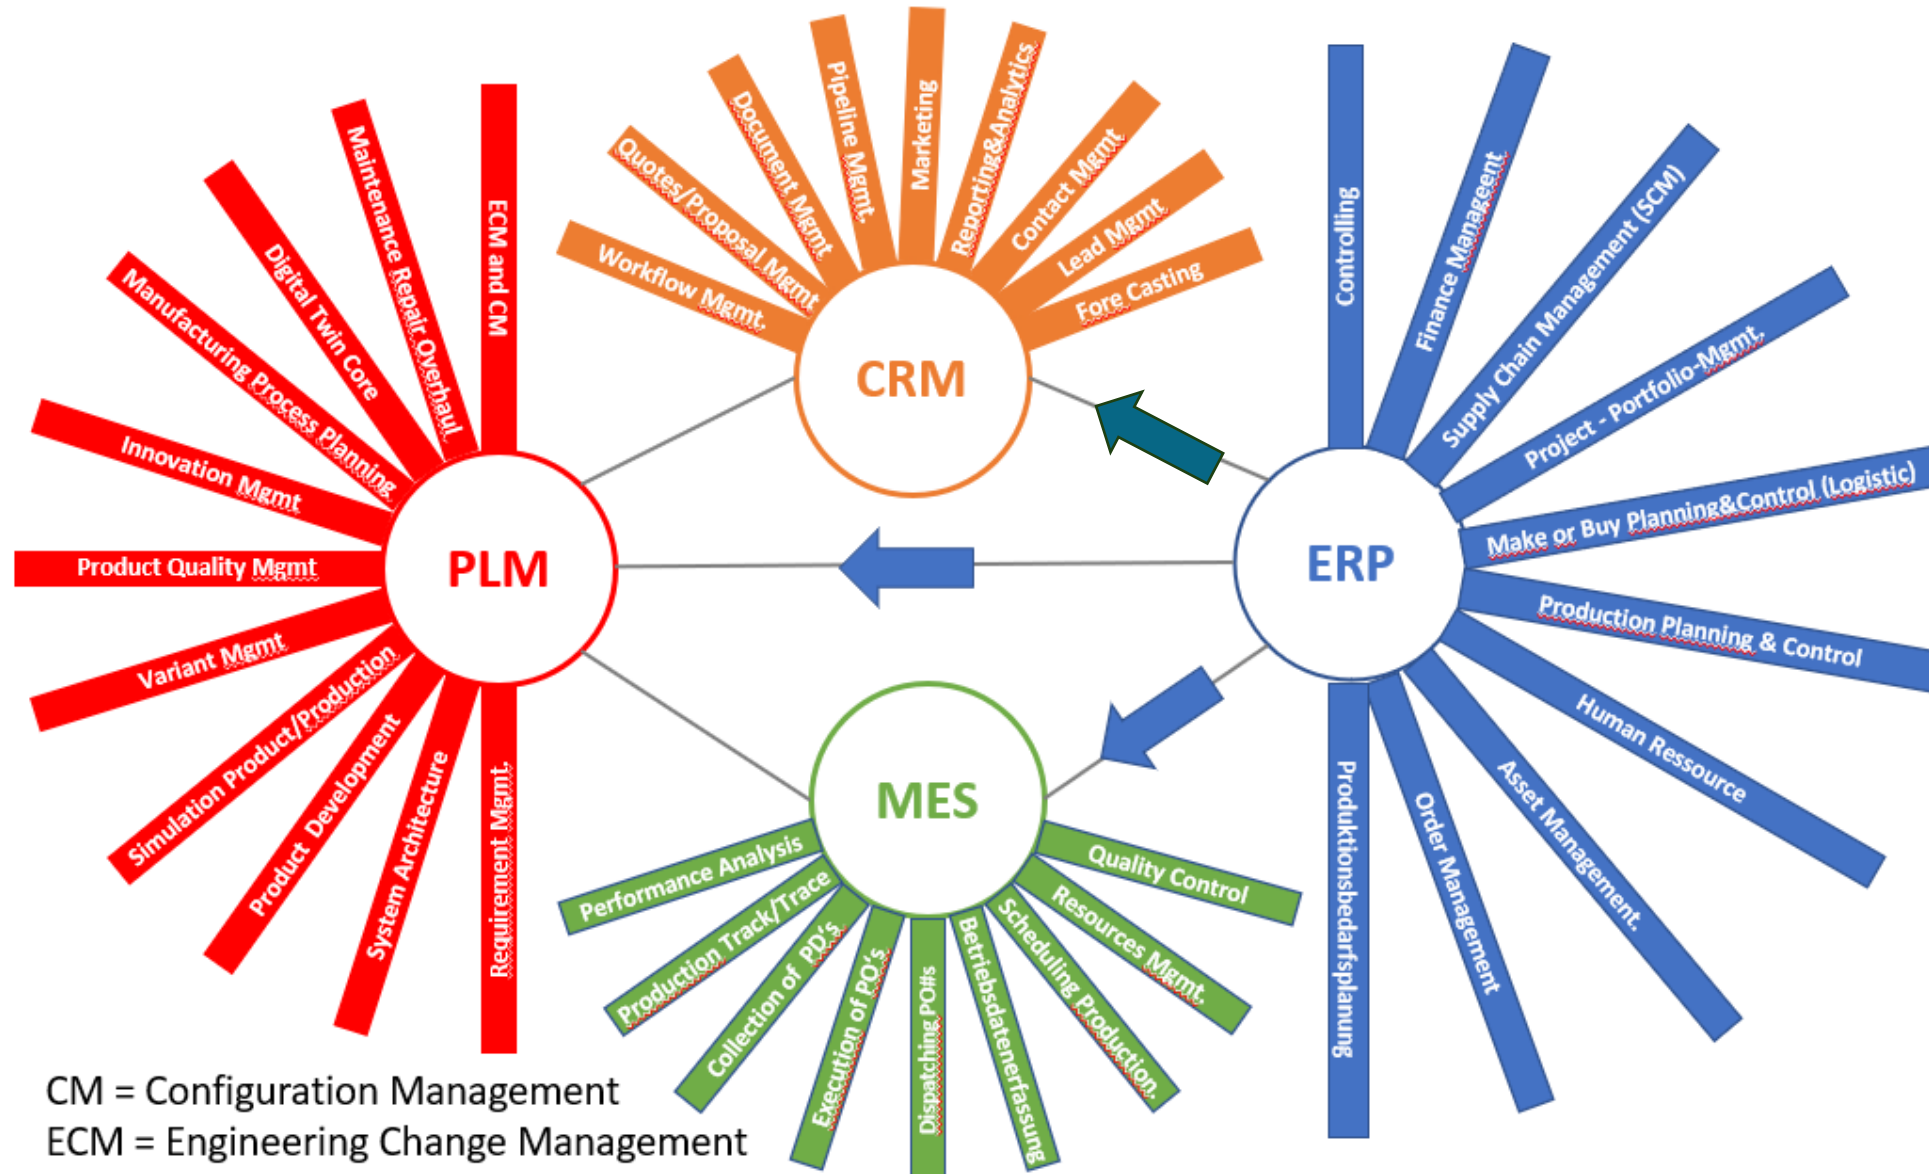 ECM and CM
Maintenance Repair Overhaul
Digital Twin Core
Manufacturing Process Planning
Innovation Mgmt
Product Quality Mgmt
Variant Mgmt
Simulation Product/Production
Product Development
System Architecture
Requirement Mgmt.
PLM
Workflow Mgmt.
Quotes/Proposal Mgmt
Document Mgmt
Pipeline Mgmt.
Marketing
Reporting&Analytics
Contact Mgmt
Lead Mgmt
Fore Casting
CRM
Controlling
Finance Manageent
Supply Chain Management (SCM)
Project - Portfolio-Mgmt.
Make or Buy Planning&Control (Logistic)
Production Planning & Control
Human Ressource
Asset Management.
Order Management
Produktionsbedarfsplanung
ERP
MES
Performance Analysis
Production Track/Trace
Collection of PD‘s
Execution of PO‘s
Dispatching PO#s
Betriebsdatenerfassung
Scheduling Production.
Resources Mgmt.
Quality Control
CM = Configuration Management
ECM = Engineering Change Management